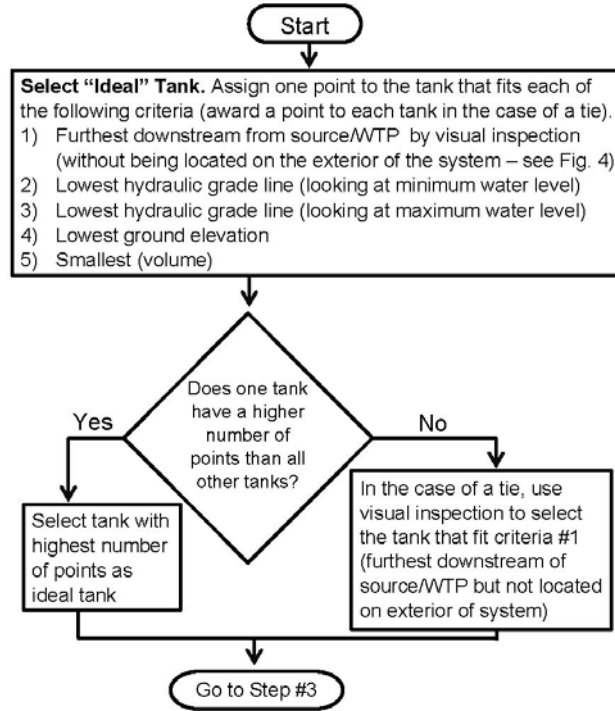 Start
Select “Ideal” Tank. Assign one point to the tank that fits each of
the following criteria (award a point to each tank in the case of a tie).
1) Furthest downstream from source/WTP by visual inspection
(without being located on the exterior of the system – see Fig. 4)
2) Lowest hydraulic grade line (looking at minimum water level)
3) Lowest hydraulic grade line (looking at maximum water level)
4) Lowest ground elevation
5) Smallest (volume)
Does one tank
have a higher
number of
points than all
other tanks?
Yes
No
Select tank with
highest number
of points as
ideal tank
In the case of a tie, use
visual inspection to select
the tank that fit criteria #1
(furthest downstream of
source/WTP but not located
on exterior of system)
Go to Step #3